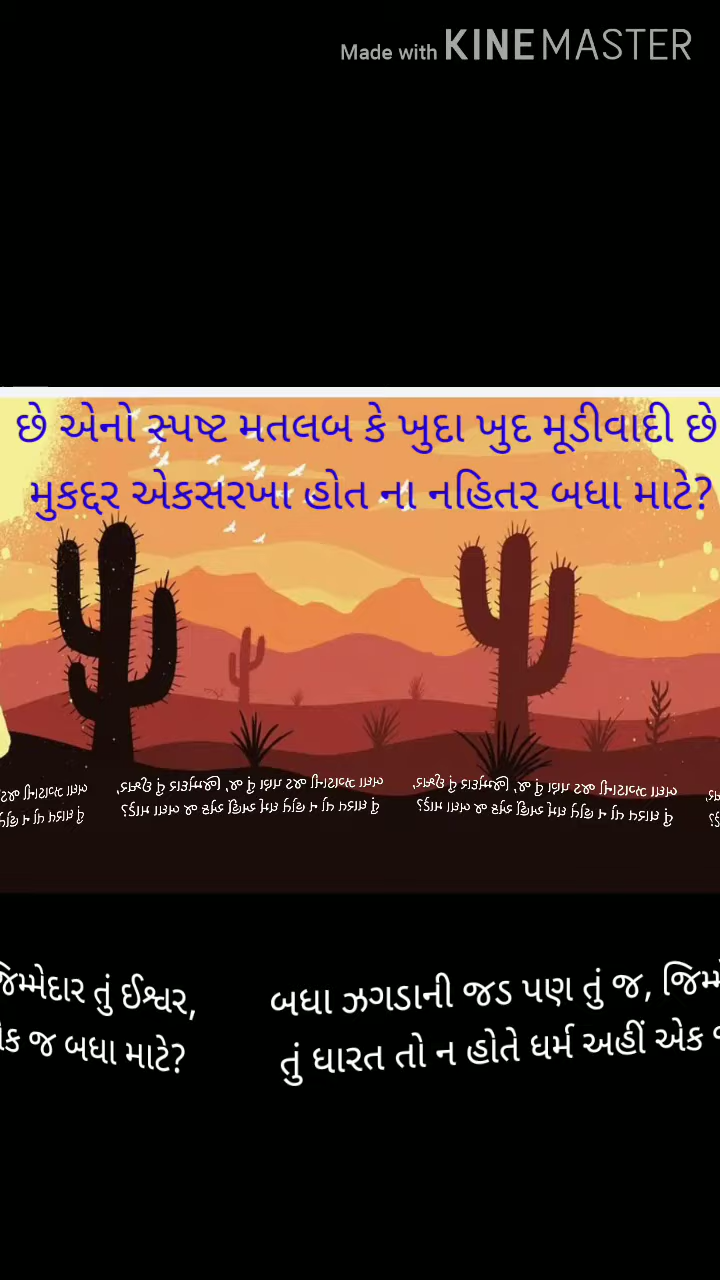 Made with KINEMASTER
છે એનો સ્પષ્ટ મતલબ કે ખુદા ખુદ મૂડીવાદી છે
મુકદ્દર એકસરખા હોત ના નહિતર બધા માટે?
બધા ઝગડાની જડ પણ તું જ, જિમ્મેદાર તું ઈશ્વર,
તું ધારત તો ન હોતે ધર્મ અહીં એક જ બધા માટે?